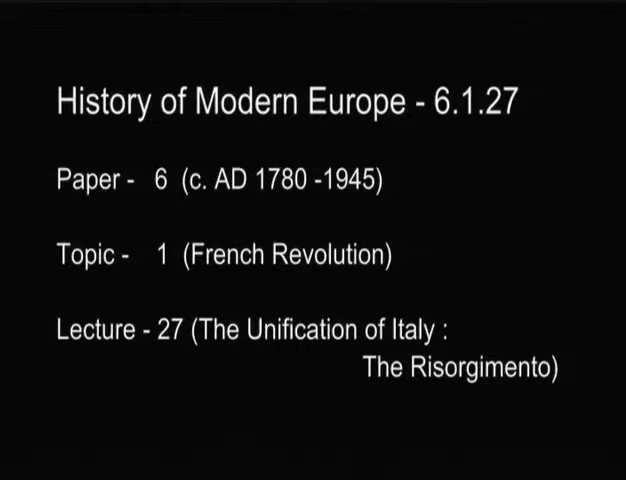 History of Modern Europe - 6.1.27
Paper - 6 (c. AD 1780 -1945)
Topic - 1 (French Revolution)
Lecture - 27 (The Unification of Italy :
The Risorgimento)